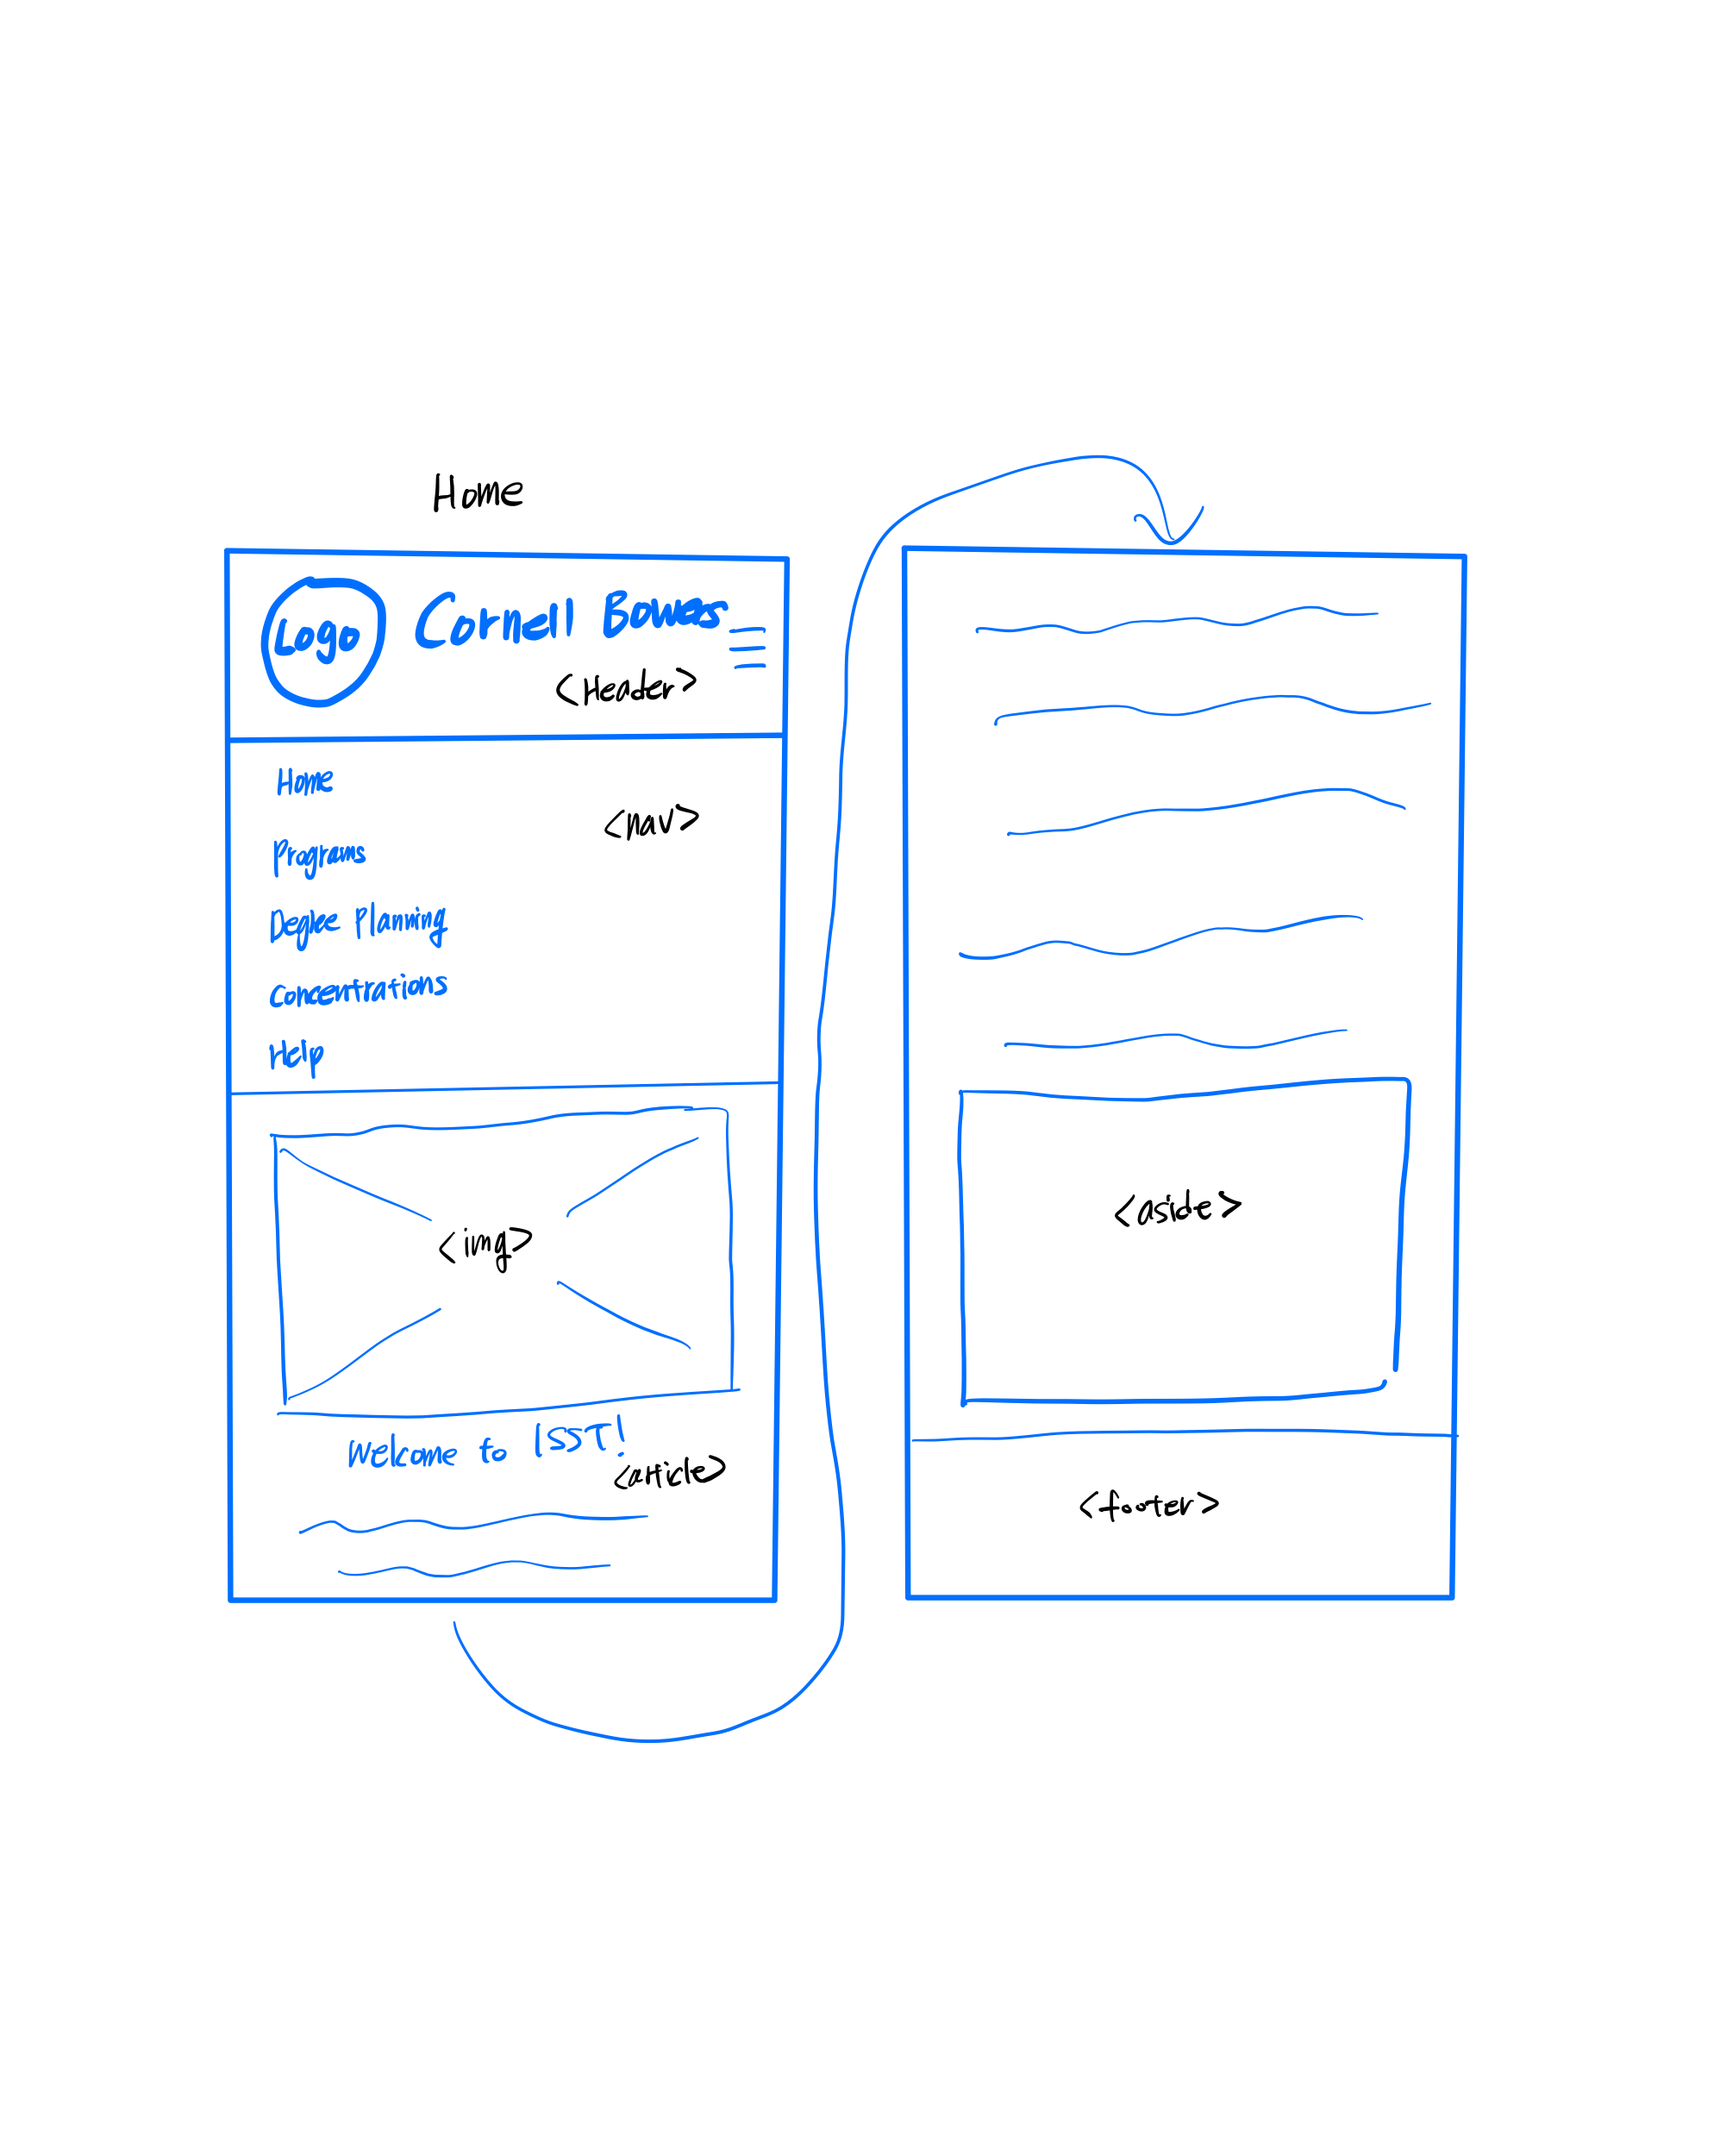 Home
Logo
Cornell Bowers
<Header>
Home
<nav>
Programs
Degree Planning
Concentrations
Help
<img>
Welcome to ISST!
<article>
<aside>
<footer>